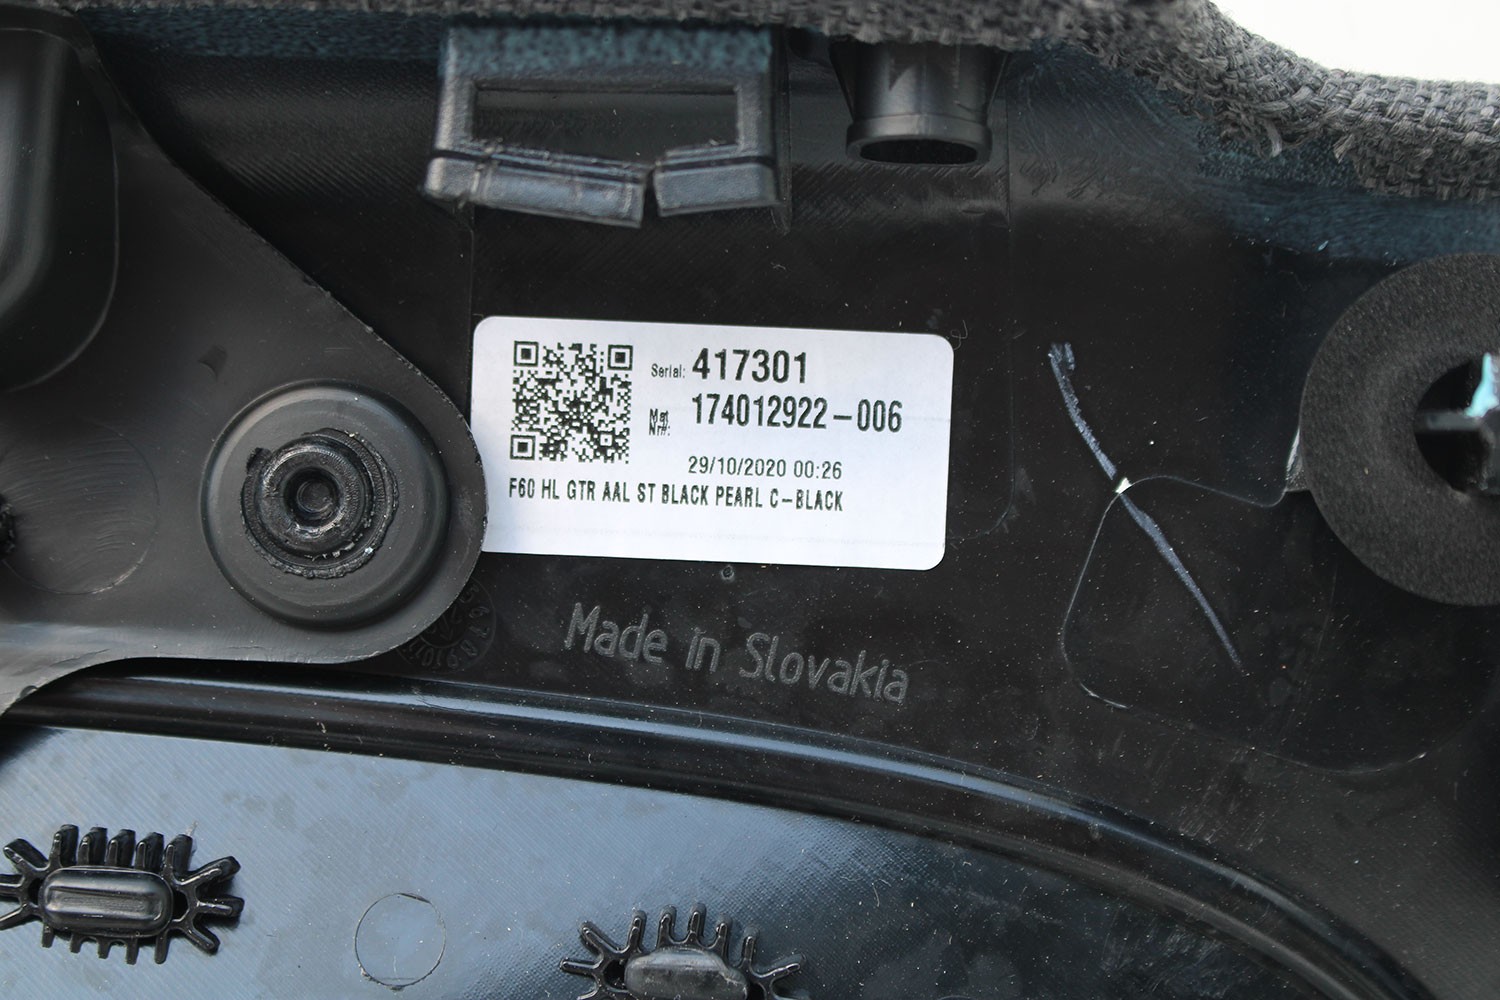 Serial: 417301
Mat Nr#: 174012922-006
29/10/2020 00:26
F60 HL GTR AAL ST BLACK PEARL C-BLACK
Made in Slovakia